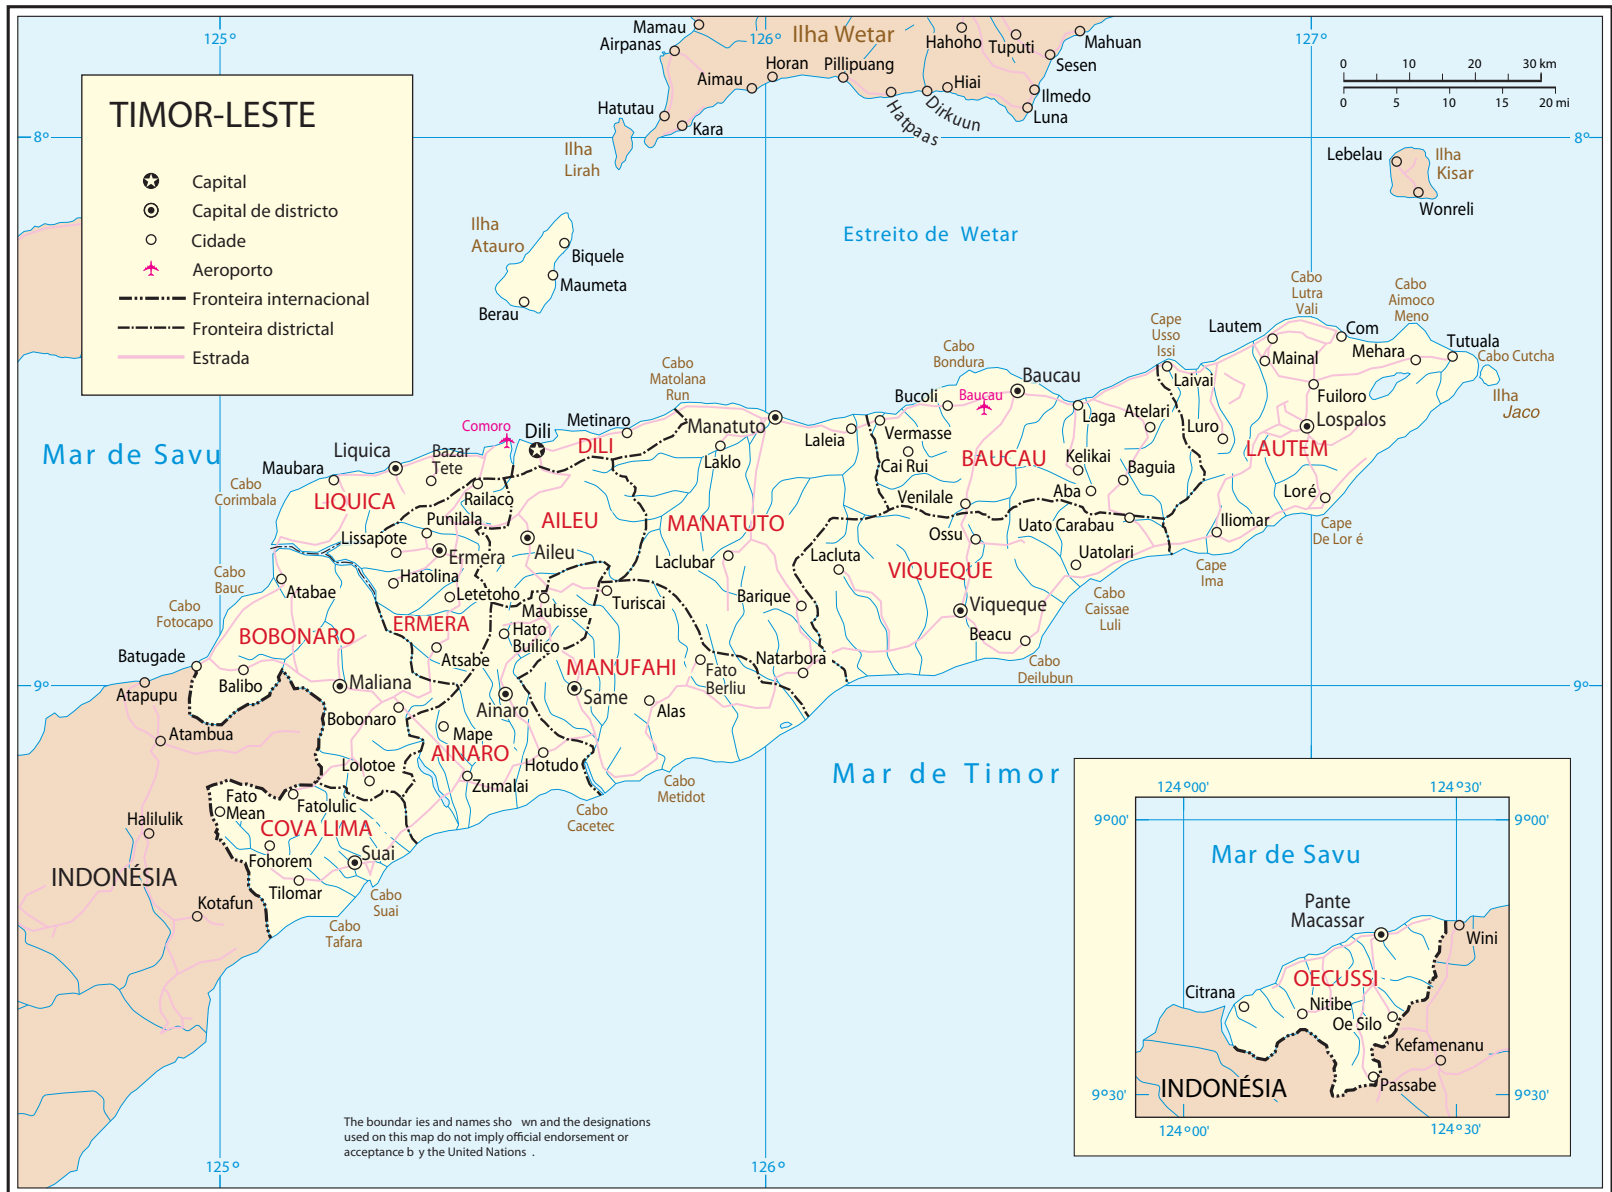 125°
126°
127°
Mamau
Airpanas
Ilha Wetar
Hahoho
Tuputi
Mahuan
Sesen
Horan
Pillipuang
Aimau
Hiai
Ilmedo
Hatutau
Kara
Hatpaas
Dirkuun
Luna
0 10 20 30 km
0 5 10 15 20 mi
TIMOR-LESTE
Capital
Capital de districto
Cidade
Aeroporto
Fronteira internacional
Fronteira districtal
Estrada
8°
8°
Ilha
Lirah
Lebelau
Ilha
Kisar
Wonreli
Ilha
Atauro
Biquele
Maumeta
Berau
Estreito de Wetar
Cabo
Lutra
Vali
Cabo
Aimoco
Meno
Cape
Usso
Issi
Lautem
Com
Mainal
Mehara
Tutuala
Cabo Cutcha
Ilha
Jaco
Cabo
Matolana
Run
Cabo
Bondura
Baucau
Laivai
Fuiloro
Bucoli
Baucau
Laga
Atelari
Lospalos
Luro
LAUTEM
Mar de Savu
Comoro
Dili
Metinaro
DILI
Manatuto
Laleia
Vermasse
Cai Rui
BAUCAU
Kelikai
Baguia
Liquica
Bazar
Tete
Maubara
Laklo
Cabo
Corimbala
LIQUICA
Railaco
Venilale
Aba
Loré
Punilala
AILEU
MANATUTO
Ossu
Uato Carabau
Iliomar
Cape
De Lor é
Lissapote
Ermera
Aileu
Laclubar
Lacluta
Uatolari
Cabo
Bauc
Atabae
Hatolina
Letetoho
Maubisse
Turiscai
Barique
VIQUEQUE
Cape
Ima
Cabo
Fotocapo
Cabo
Caissae
Luli
Viqueque
Beacu
BOBONARO
ERMERA
Hato
Builiço
Atsabe
MANUFAHI
Fato
Berliu
Natarbora
Cabo
Deilubun
9°
9°
Batugade
Atapupu
Balibo
Maliana
Bobonaro
Ainaro
Same
Alas
Atambua
Mape
AINARO
Hotudo
Lolotoe
Zumalai
Cabo
Metidot
Mar de Timor
Fato
Mean
Fatolulic
Cabo
Cacetec
Halilulik
COVA LIMA
Suai
Fohorem
INDONÉSIA
Tilomar
Kotafun
Cabo
Suai
Cabo
Tafara
124°00'
124°30'
9°00'
9°00'
Mar de Savu
Pante
Macassar
Wini
OECUSSI
Citrana
Nitibe
Oe Silo
Kefamenanu
INDONÉSIA
Passabe
9°30'
9°30'
124°00'
124°30'
The boundar ies and names sho wn and the designations
used on this map do not imply official endorsement or
acceptance b y the United Nations .
125°
126°